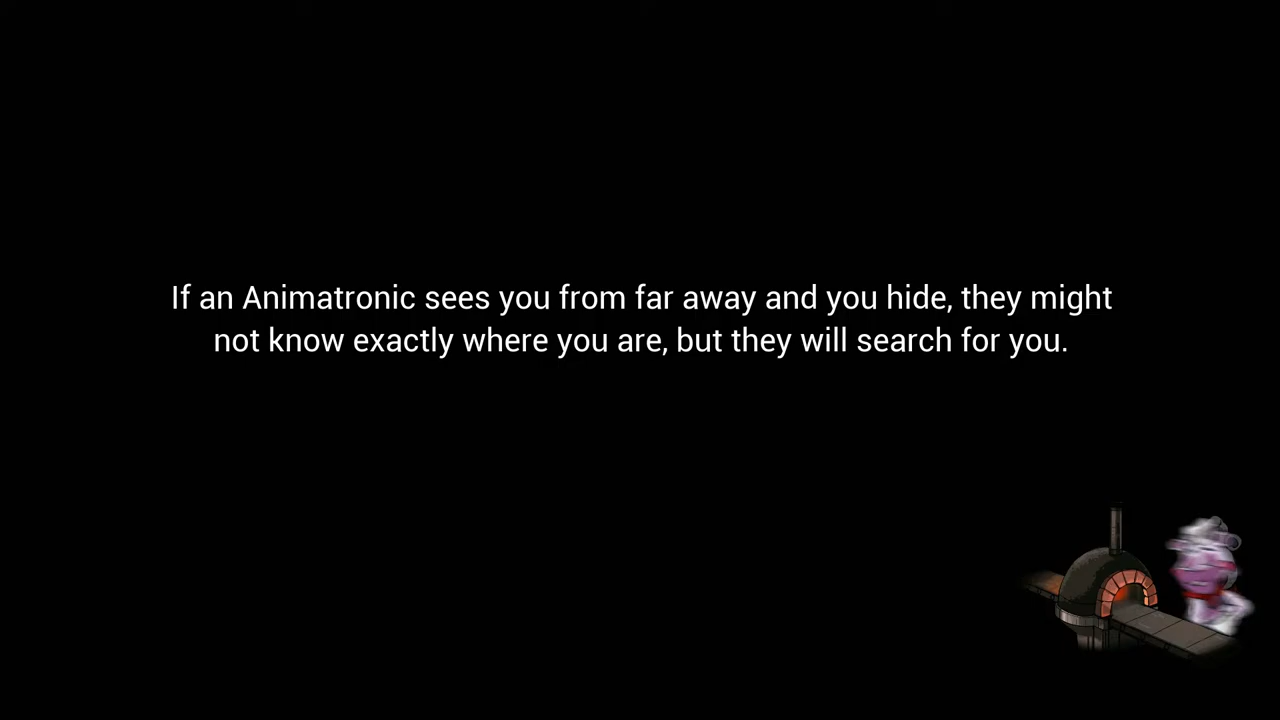 If an Animatronic sees you from far away and you hide, they might
not know exactly where you are, but they will search for you.